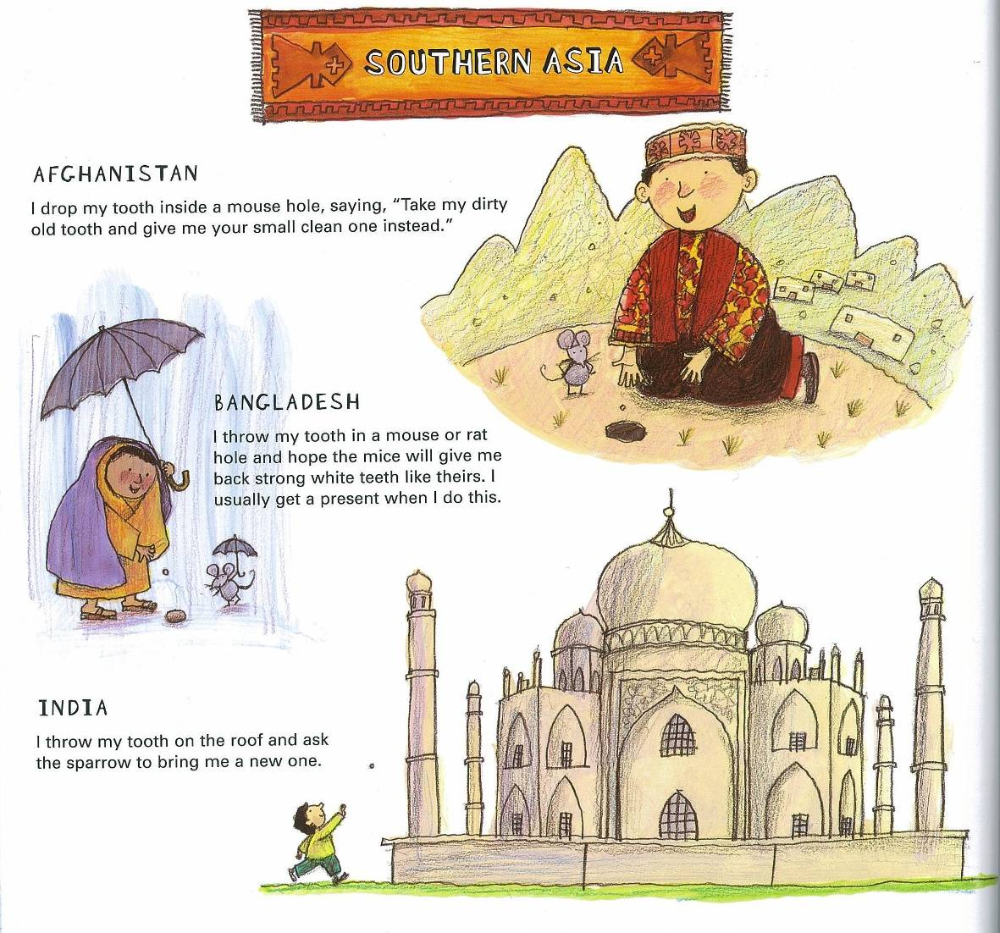 SOUTHERN ASIA
AFGHANISTAN
I drop my tooth inside a mouse hole, saying, “Take my dirty
old tooth and give me your small clean one instead.”
BANGLADESH
I throw my tooth in a mouse or rat
hole and hope the mice will give me
back strong white teeth like theirs. I
usually get a present when I do this.
INDIA
I throw my tooth on the roof and ask
the sparrow to bring me a new one.